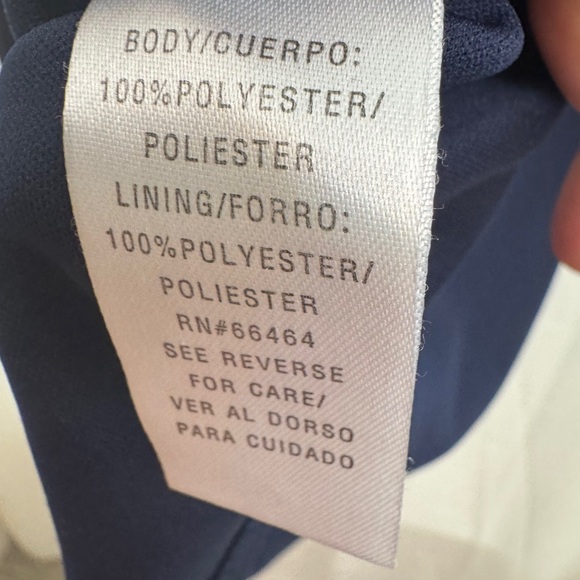 BODY/CUERPO:
100%POLYESTER/
POLIESTER
LINING/FORRO:
100%POLYESTER/
POLIESTER
RN#66464
SEE REVERSE
FOR CARE/
VER AL DORSO
PARA CUIDADO